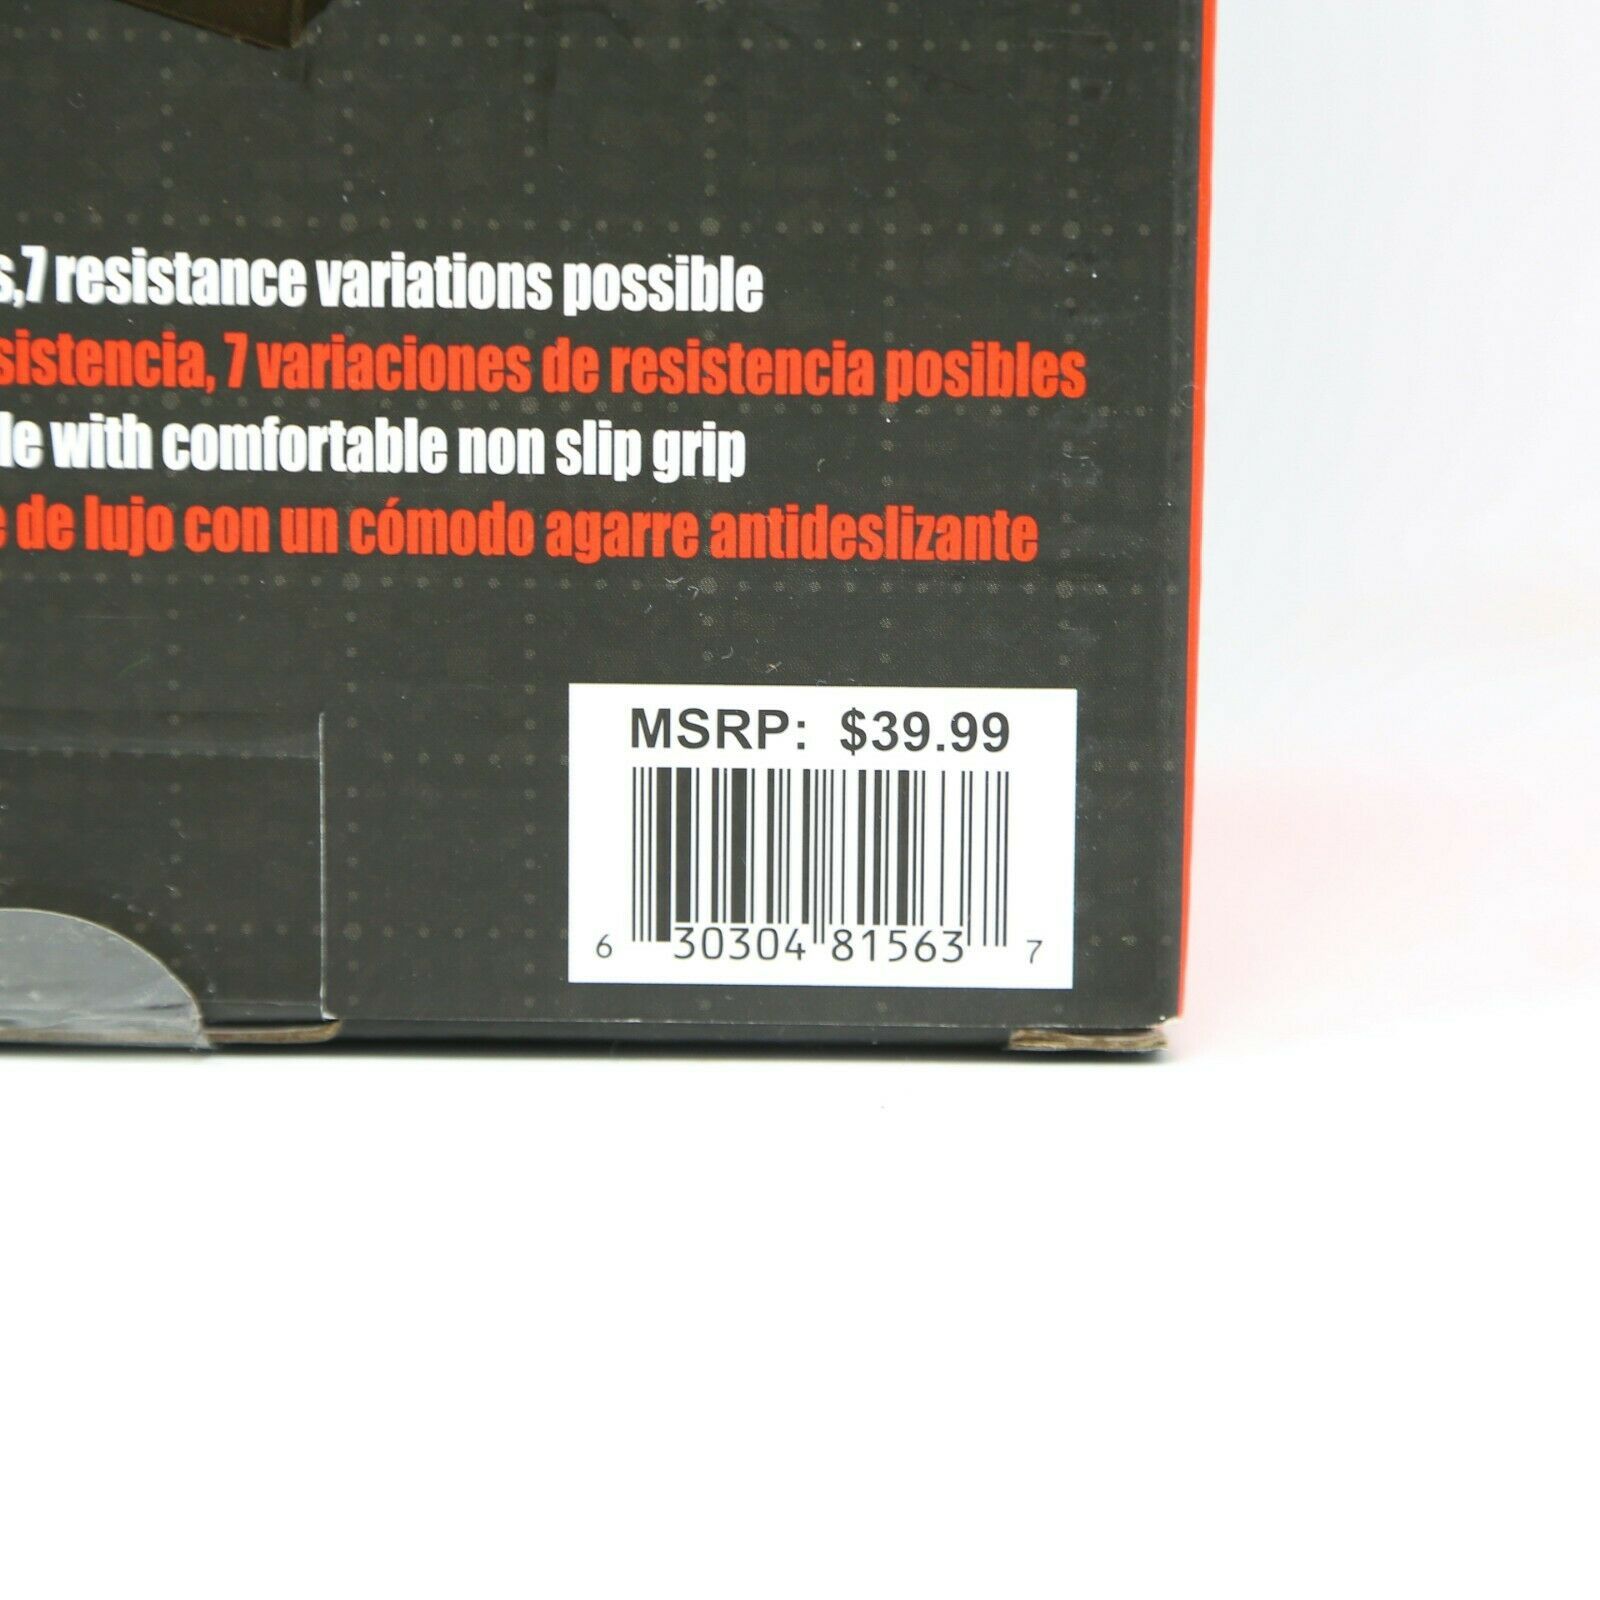 s,7 resistance variations possible
sistencia, 7 variaciones de resistencia posibles
le with comfortable non slip grip
e de lujo con un cómodo agarre antideslizante
MSRP: $39.99
6 30304 81563 7